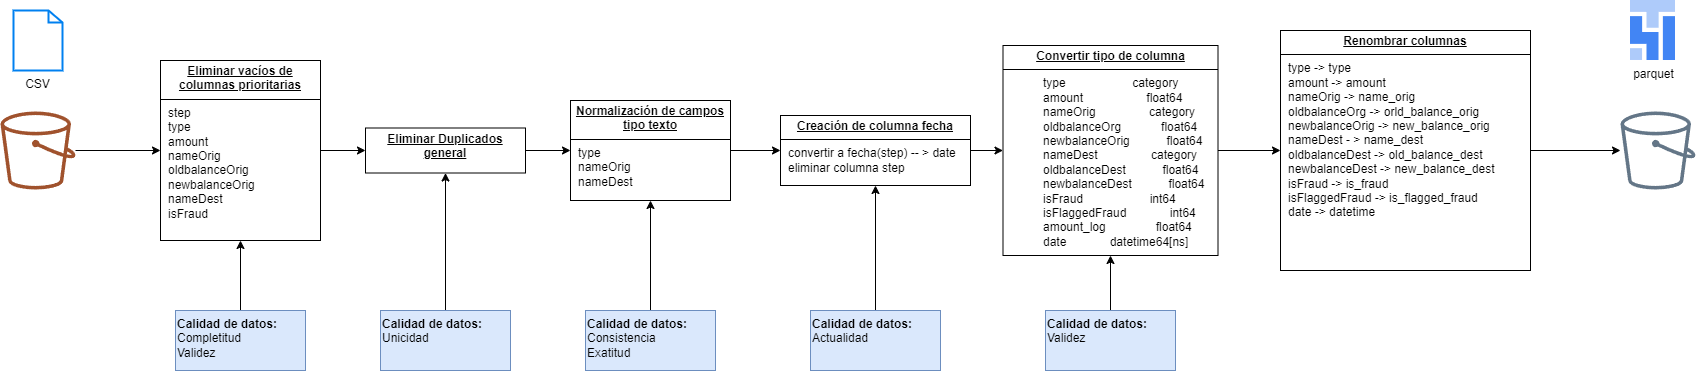 CSV
Eliminar vacíos de
columnas prioritarias
step
type
amount
nameOrig
oldbalanceOrig
newbalanceOrig
nameDest
isFraud
Eliminar Duplicados
general
Normalización de campos
tipo texto
type
nameOrig
nameDest
Creación de columna fecha
convertir a fecha(step) -- > date
eliminar columna step
Convertir tipo de columna
type category
amount float64
nameOrig category
oldbalanceOrg float64
newbalanceOrig float64
nameDest category
oldbalanceDest float64
newbalanceDest float64
isFraud int64
isFlaggedFraud int64
amount_log float64
date datetime64[ns]
Renombrar columnas
type -> type
amount -> amount
nameOrig -> name_orig
oldbalanceOrg -> orld_balance_orig
newbalanceOrig -> new_balance_orig
nameDest - > name_dest
oldbalanceDest -> old_balance_dest
newbalanceDest -> new_balance_dest
isFraud -> is_fraud
isFlaggedFraud -> is_flagged_fraud
date -> datetime
parquet
Calidad de datos:
Completitud
Validez
Calidad de datos:
Unicidad
Calidad de datos:
Consistencia
Exatitud
Calidad de datos:
Actualidad
Calidad de datos:
Validez